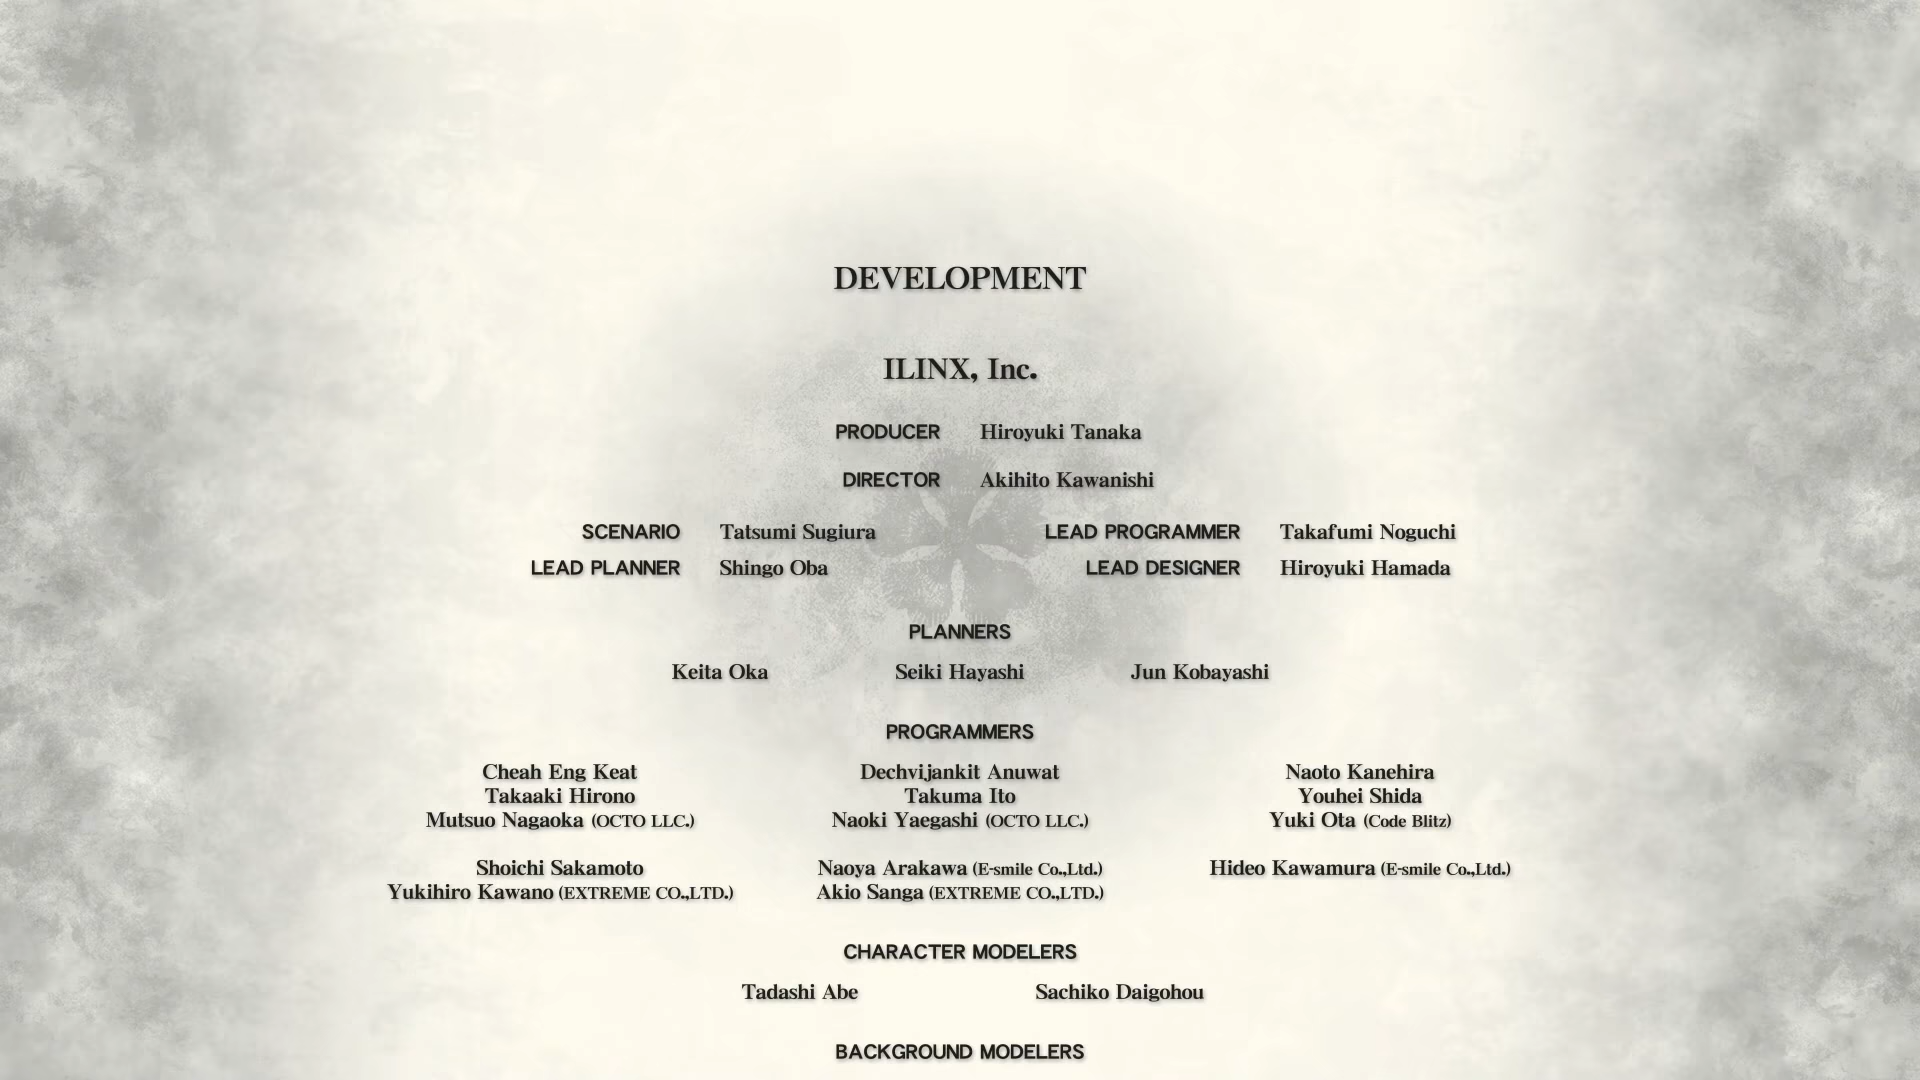 DEVELOPMENT
ILINX, Inc.
PRODUCER Hiroyuki Tanaka
DIRECTOR Akihito Kawanishi
SCENARIO Tatsumi Sugiura LEAD PROGRAMMER Takafumi Noguchi
LEAD PLANNER Shingo Oba LEAD DESIGNER Hiroyuki Hamada
PLANNERS
Keita Oka Seiki Hayashi Jun Kobayashi
PROGRAMMERS
Cheah Eng Keat Dechvijankit Anuwat Naoto Kanehira
Takaaki Hirono Takuma Ito Youhei Shida
Mutsuo Nagaoka (OCTO LLC.) Naoki Yaegashi (OCTO LLC.) Yuki Ota (Code Blitz)
Shoichi Sakamoto Naoya Arakawa (E-smile Co.,Ltd.) Hideo Kawamura (E-smile Co.,Ltd.)
Yukihiro Kawano (EXTREME CO.,LTD.) Akio Sanga (EXTREME CO.,LTD.)
CHARACTER MODELERS
Tadashi Abe Sachiko Daigohou
BACKGROUND MODELERS